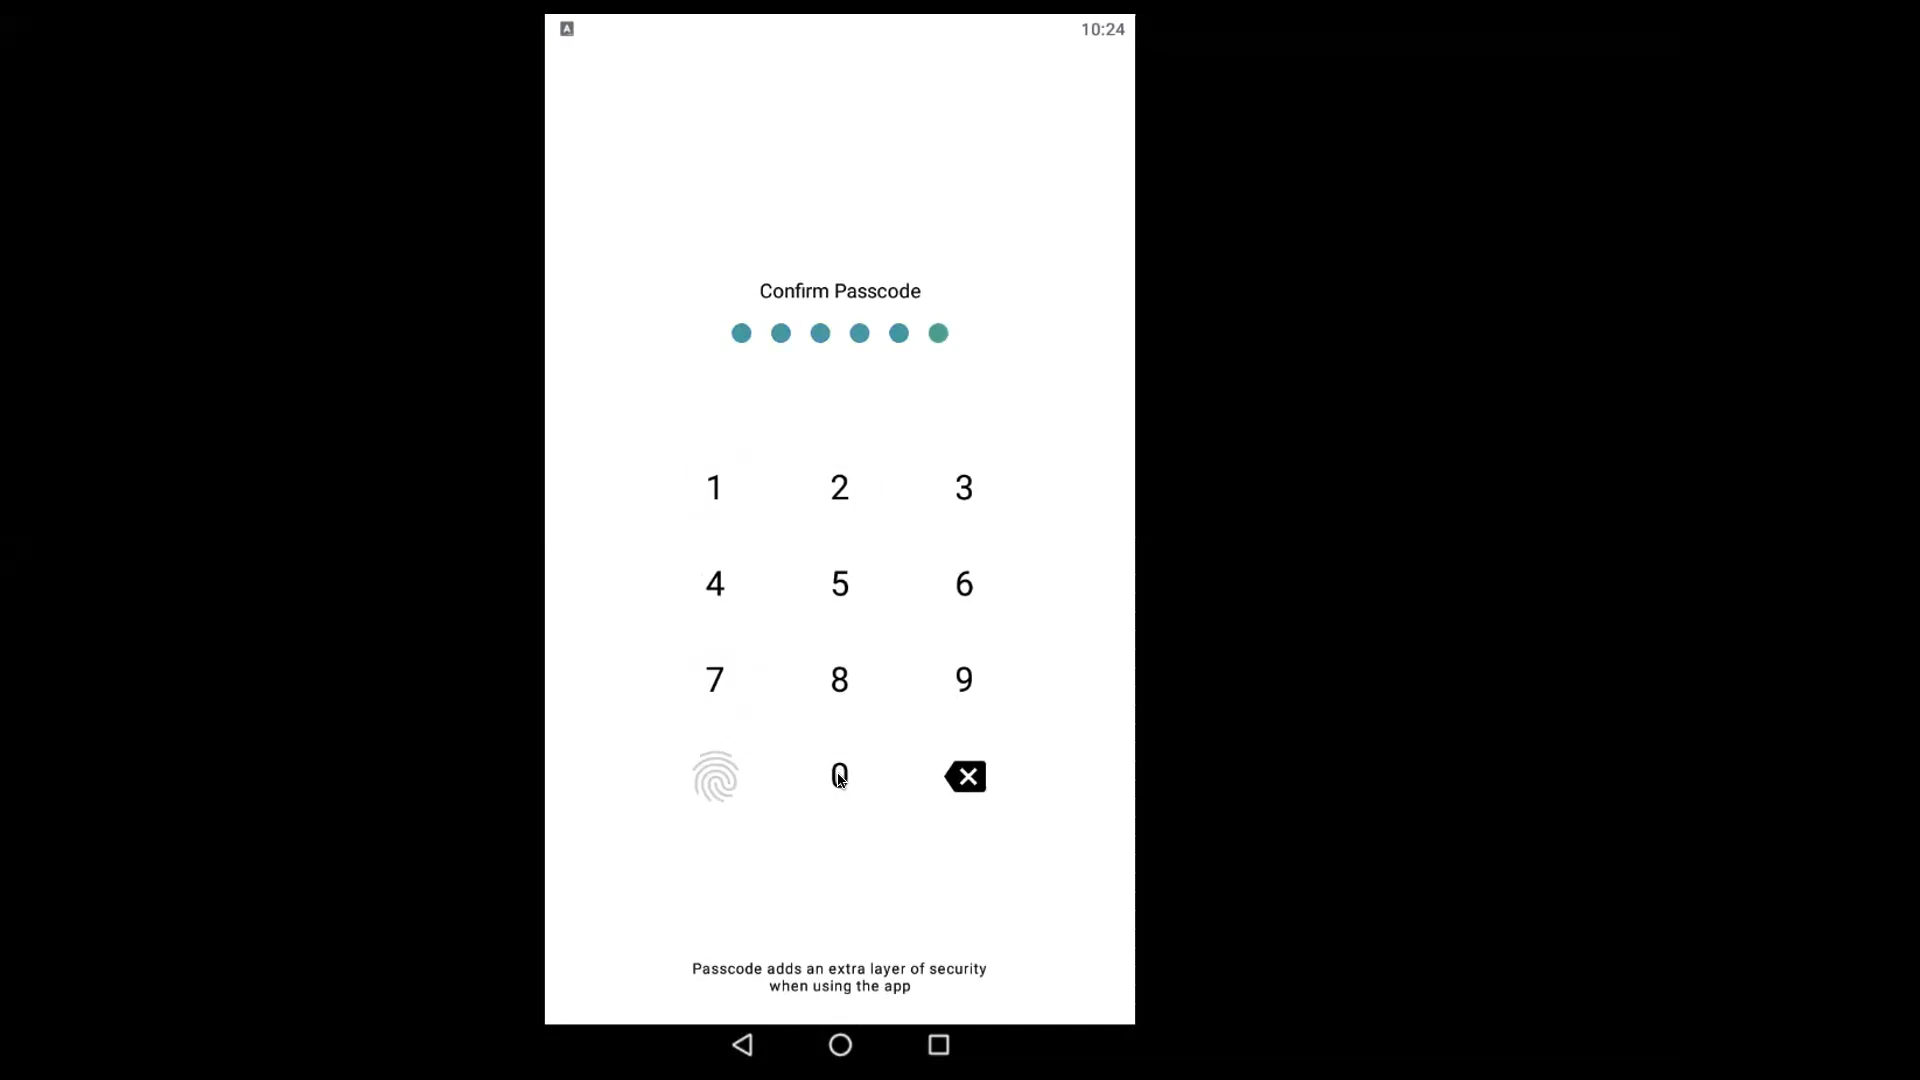 A 10:24
Confirm Passcode
1 2 3
4 5 6
7 8 9
0
Passcode adds an extra layer of security
when using the app